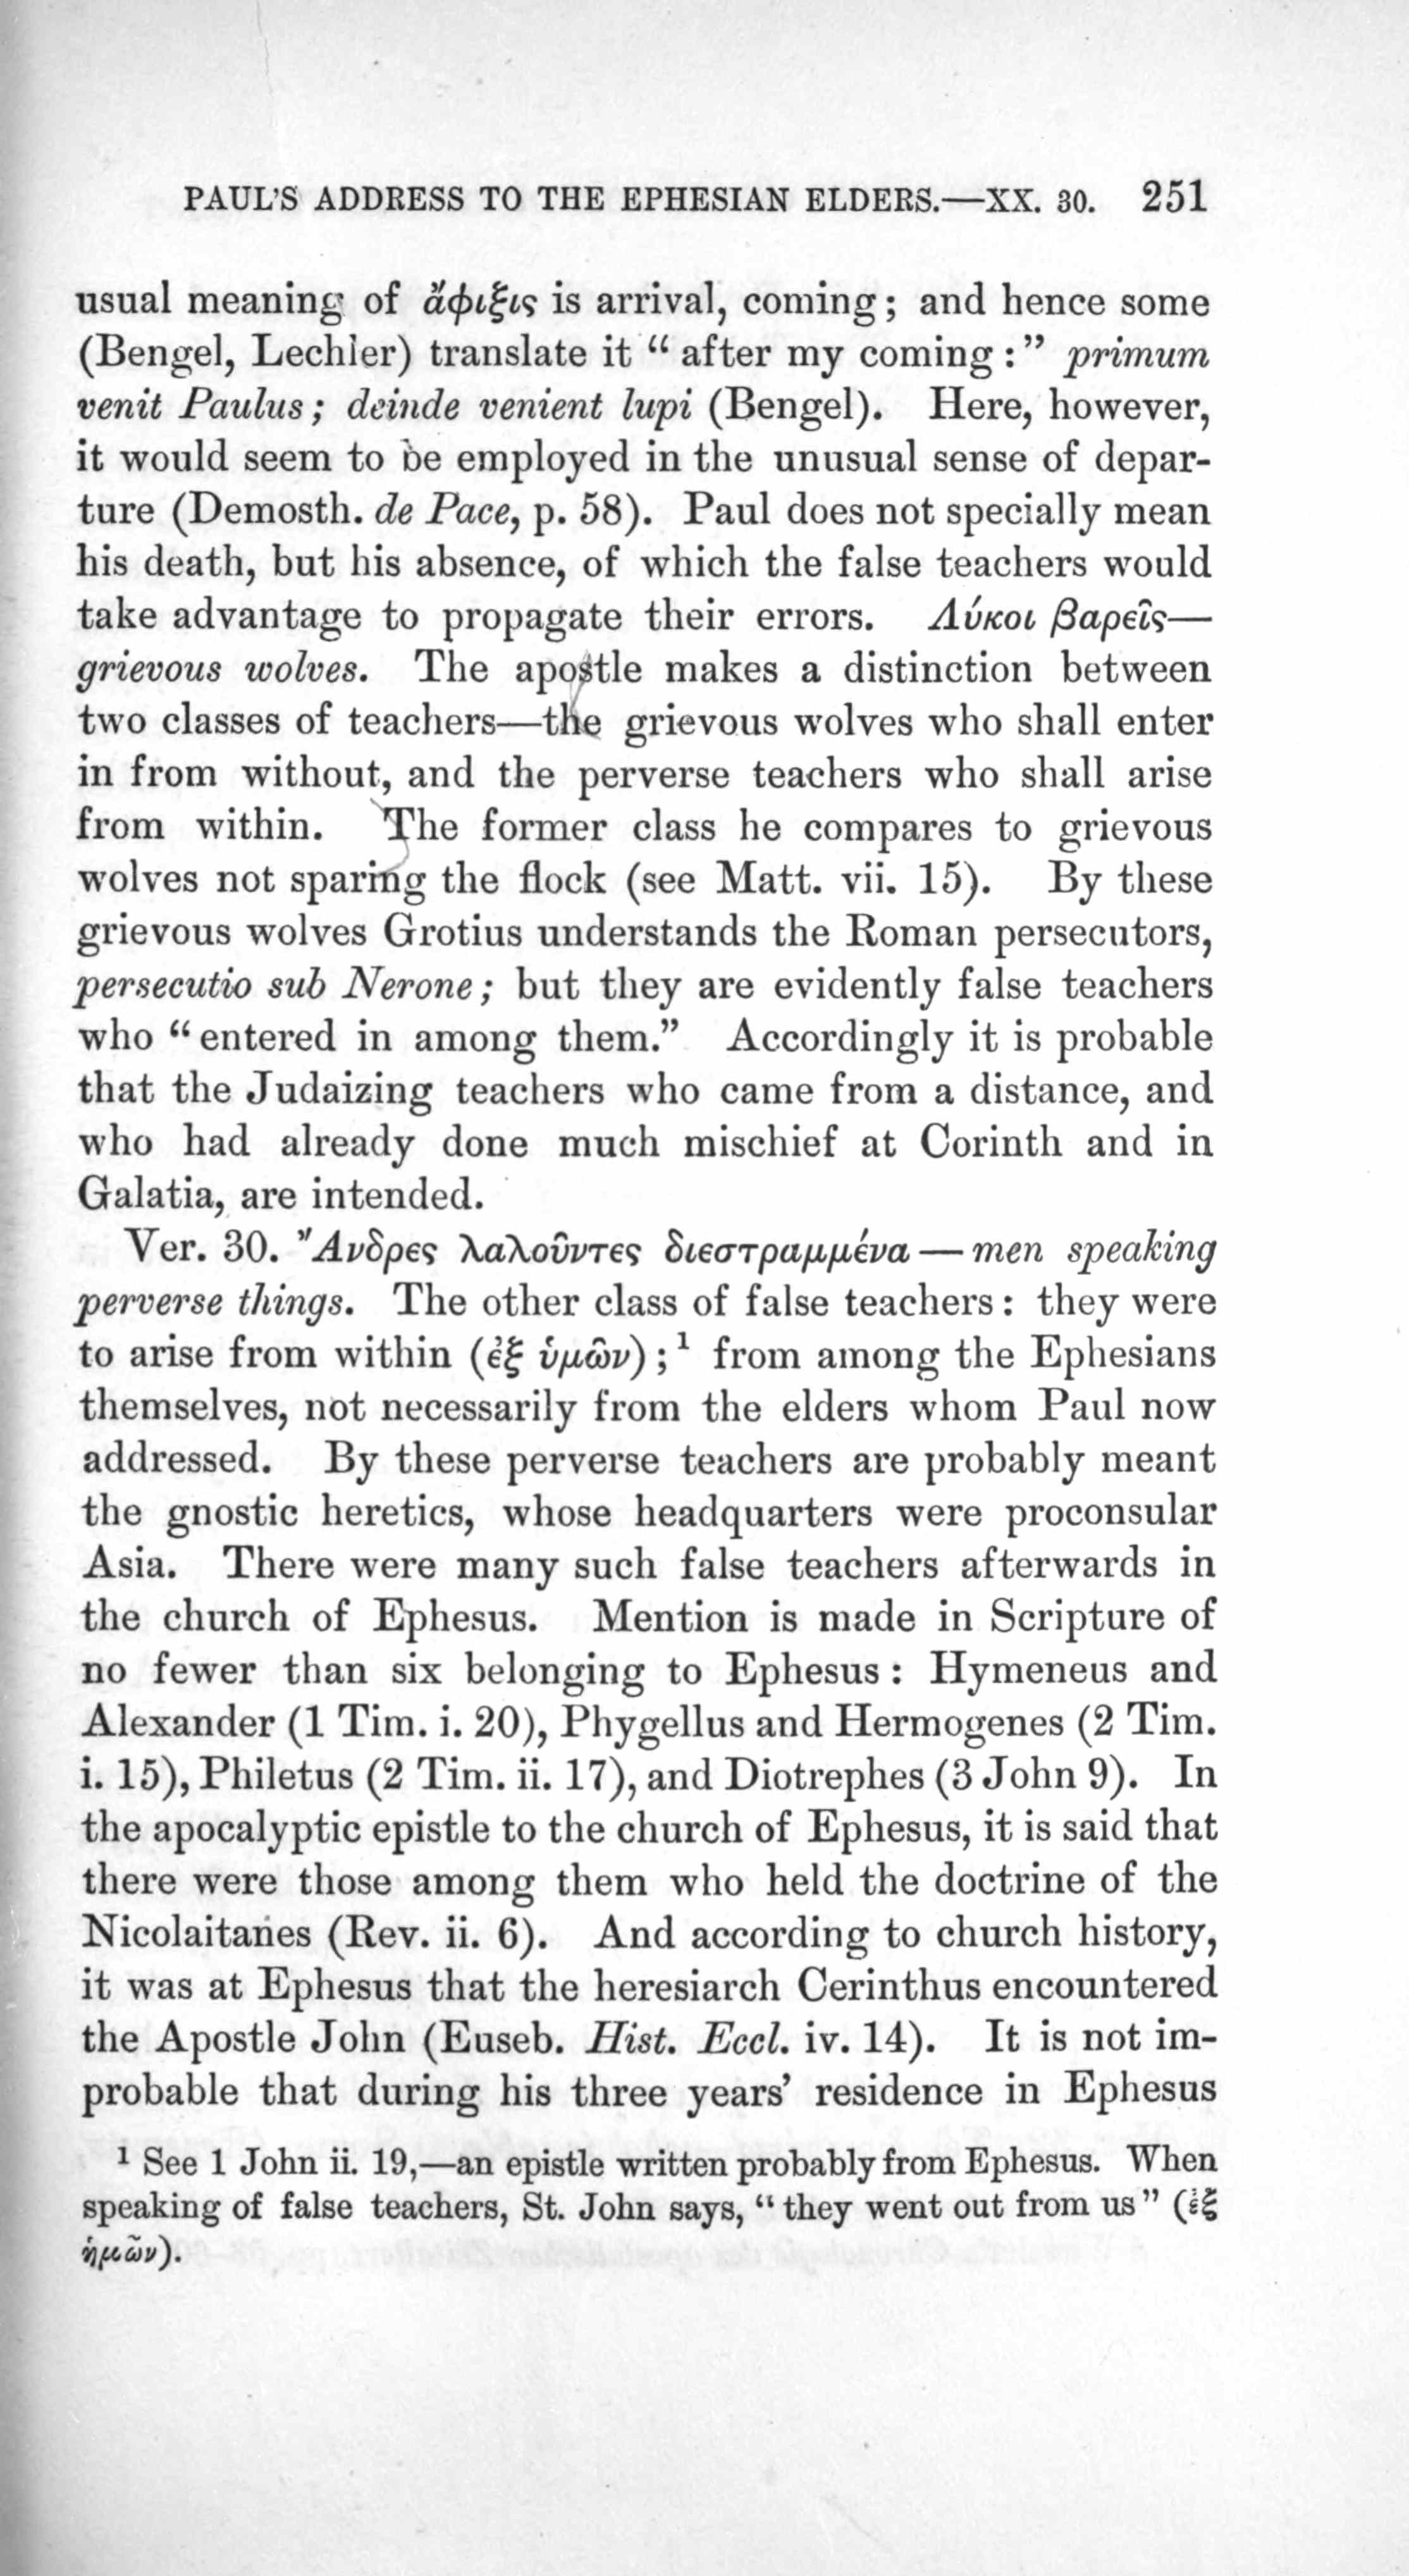 PAUL'S ADDRESS TO THE EPHESIAN ELDERS.—XX. 30. 251
usual meaning of ἄφιξις is arrival, coming; and hence some
(Bengel, Lechler) translate it "after my coming:" primum
venit Paulus; deinde venient lupi (Bengel). Here, however,
it would seem to be employed in the unusual sense of depar-
ture (Demosth. de Pace, p. 58). Paul does not specially mean
his death, but his absence, of which the false teachers would
take advantage to propagate their errors. Λύκοι βαρεῖς—
grievous wolves. The apostle makes a distinction between
two classes of teachers—the grievous wolves who shall enter
in from without, and the perverse teachers who shall arise
from within. The former class he compares to grievous
wolves not sparing the flock (see Matt. vii. 15). By these
grievous wolves Grotius understands the Roman persecutors,
persecutio sub Nerone; but they are evidently false teachers
who "entered in among them." Accordingly it is probable
that the Judaizing teachers who came from a distance, and
who had already done much mischief at Corinth and in
Galatia, are intended.
Ver. 30. Ἄνδρες λαλοῦντες διεστραμμένα—men speaking
perverse things. The other class of false teachers: they were
to arise from within (ἐξ ὑμῶν);¹ from among the Ephesians
themselves, not necessarily from the elders whom Paul now
addressed. By these perverse teachers are probably meant
the gnostic heretics, whose headquarters were proconsular
Asia. There were many such false teachers afterwards in
the church of Ephesus. Mention is made in Scripture of
no fewer than six belonging to Ephesus: Hymeneus and
Alexander (1 Tim. i. 20), Phygellus and Hermogenes (2 Tim.
i. 15), Philetus (2 Tim. ii. 17), and Diotrephes (3 John 9). In
the apocalyptic epistle to the church of Ephesus, it is said that
there were those among them who held the doctrine of the
Nicolaitanes (Rev. ii. 6). And according to church history,
it was at Ephesus that the heresiarch Cerinthus encountered
the Apostle John (Euseb. Hist. Eccl. iv. 14). It is not im-
probable that during his three years' residence in Ephesus
¹ See 1 John ii. 19,—an epistle written probably from Ephesus. When
speaking of false teachers, St. John says, "they went out from us" (ἐξ
ἡμῶν).